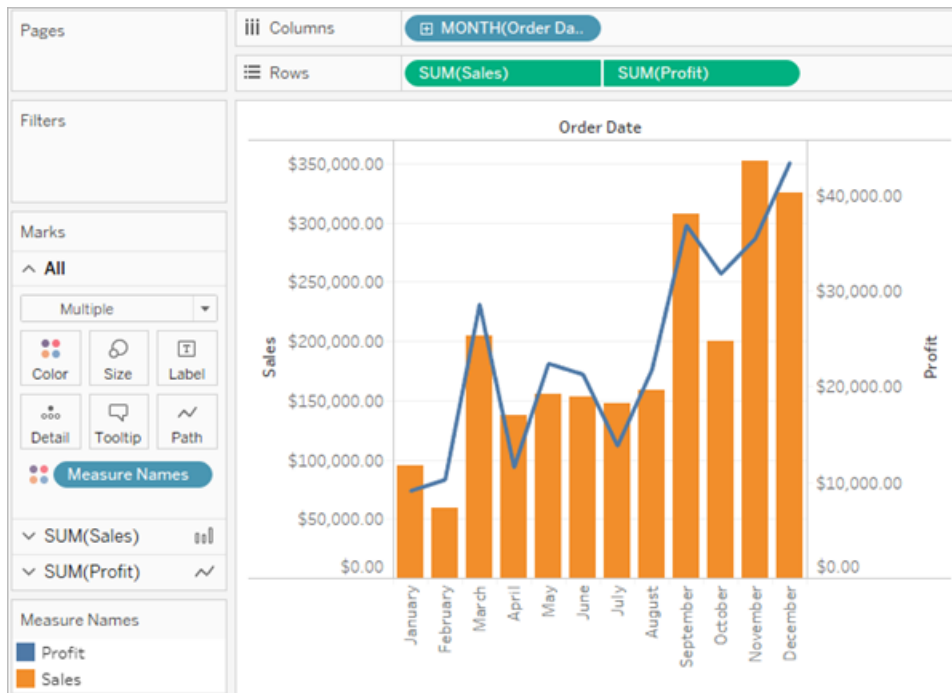 Pages
Columns
MONTH(Order Da..
Rows
SUM(Sales)
SUM(Profit)
Filters
Marks
All
Multiple
Color
Size
Label
Detail
Tooltip
Path
Measure Names
SUM(Sales)
SUM(Profit)
Measure Names
Profit
Sales
Order Date
Sales
$350,000.00
$300,000.00
$250,000.00
$200,000.00
$150,000.00
$100,000.00
$50,000.00
$0.00
$40,000.00
$30,000.00
$20,000.00
$10,000.00
$0.00
Profit
January
February
March
April
May
June
July
August
September
October
November
December